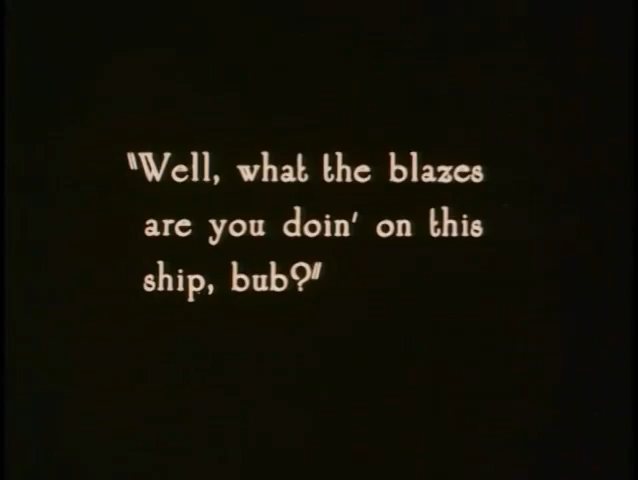 "Well, what the blazes
are you doin' on this
ship, bub?"